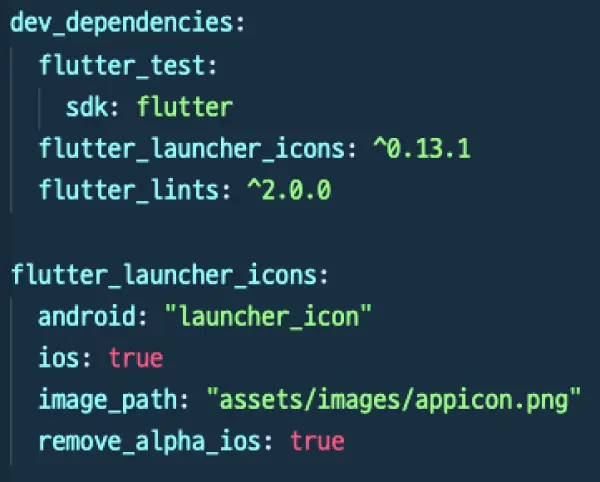 dev_dependencies:
  flutter_test:
    sdk: flutter
  flutter_launcher_icons: ^0.13.1
  flutter_lints: ^2.0.0

flutter_launcher_icons:
  android: "launcher_icon"
  ios: true
  image_path: "assets/images/appicon.png"
  remove_alpha_ios: true